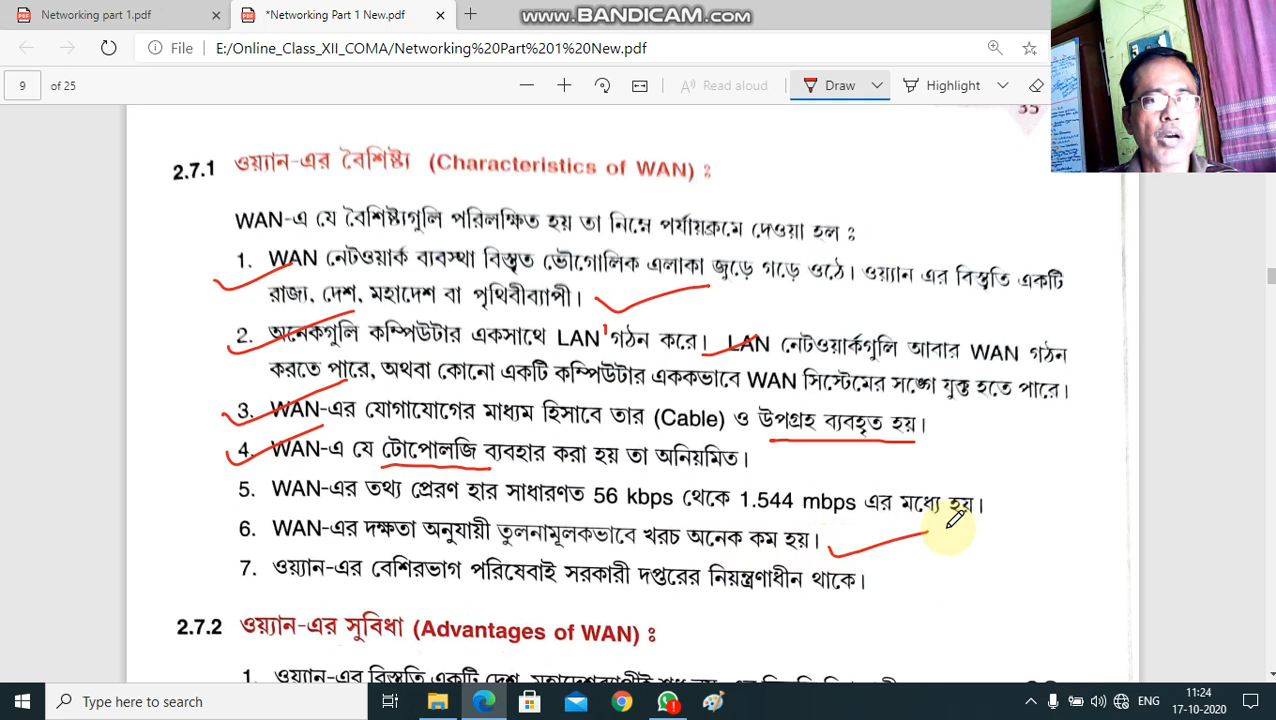 Networking part 1.pdf
*Networking Part 1 New.pdf
www.BANDICAM.com
File E:/Online_Class_XII_COMA/Networking%20Part%201%20New.pdf
9 of 25
Read aloud
Draw
Highlight
35
2.7.1 ওয়্যান-এর বৈশিষ্ট্য (Characteristics of WAN) :
WAN-এ যে বৈশিষ্ট্যগুলি পরিলক্ষিত হয় তা নিম্নে পর্যায়ক্রমে দেওয়া হল :
1. WAN নেটওয়ার্ক ব্যবস্থা বিস্তৃত ভৌগোলিক এলাকা জুড়ে গড়ে ওঠে। ওয়্যান এর বিস্তৃতি একটি
রাজ্য, দেশ, মহাদেশ বা পৃথিবীব্যাপী।
2. অনেকগুলি কম্পিউটার একসাথে LAN গঠন করে। LAN নেটওয়ার্কগুলি আবার WAN গঠন
করতে পারে, অথবা কোনো একটি কম্পিউটার এককভাবে WAN সিস্টেমের সঙ্গে যুক্ত হতে পারে।
3. WAN-এর যোগাযোগের মাধ্যম হিসাবে তার (Cable) ও উপগ্রহ ব্যবহৃত হয়।
4. WAN-এ যে টোপোলজি ব্যবহার করা হয় তা অনিয়মিত।
5. WAN-এর তথ্য প্রেরণ হার সাধারণত 56 kbps থেকে 1.544 mbps এর মধ্যে হয়।
6. WAN-এর দক্ষতা অনুযায়ী তুলনামূলকভাবে খরচ অনেক কম হয়।
7. ওয়্যান-এর বেশিরভাগ পরিষেবাই সরকারী দপ্তরের নিয়ন্ত্রণাধীন থাকে।
2.7.2 ওয়্যান-এর সুবিধা (Advantages of WAN) :
1. ওয়্যান-এর বিস্তৃতি একটি দেশ,
Type here to search
ENG
11:24
17-10-2020